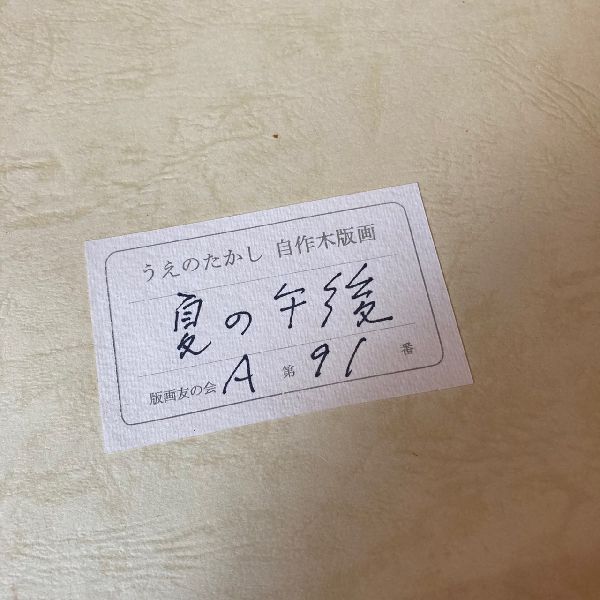 うえのたかし 自作木版画
夏の午後
版画友の会 A 第 91 番